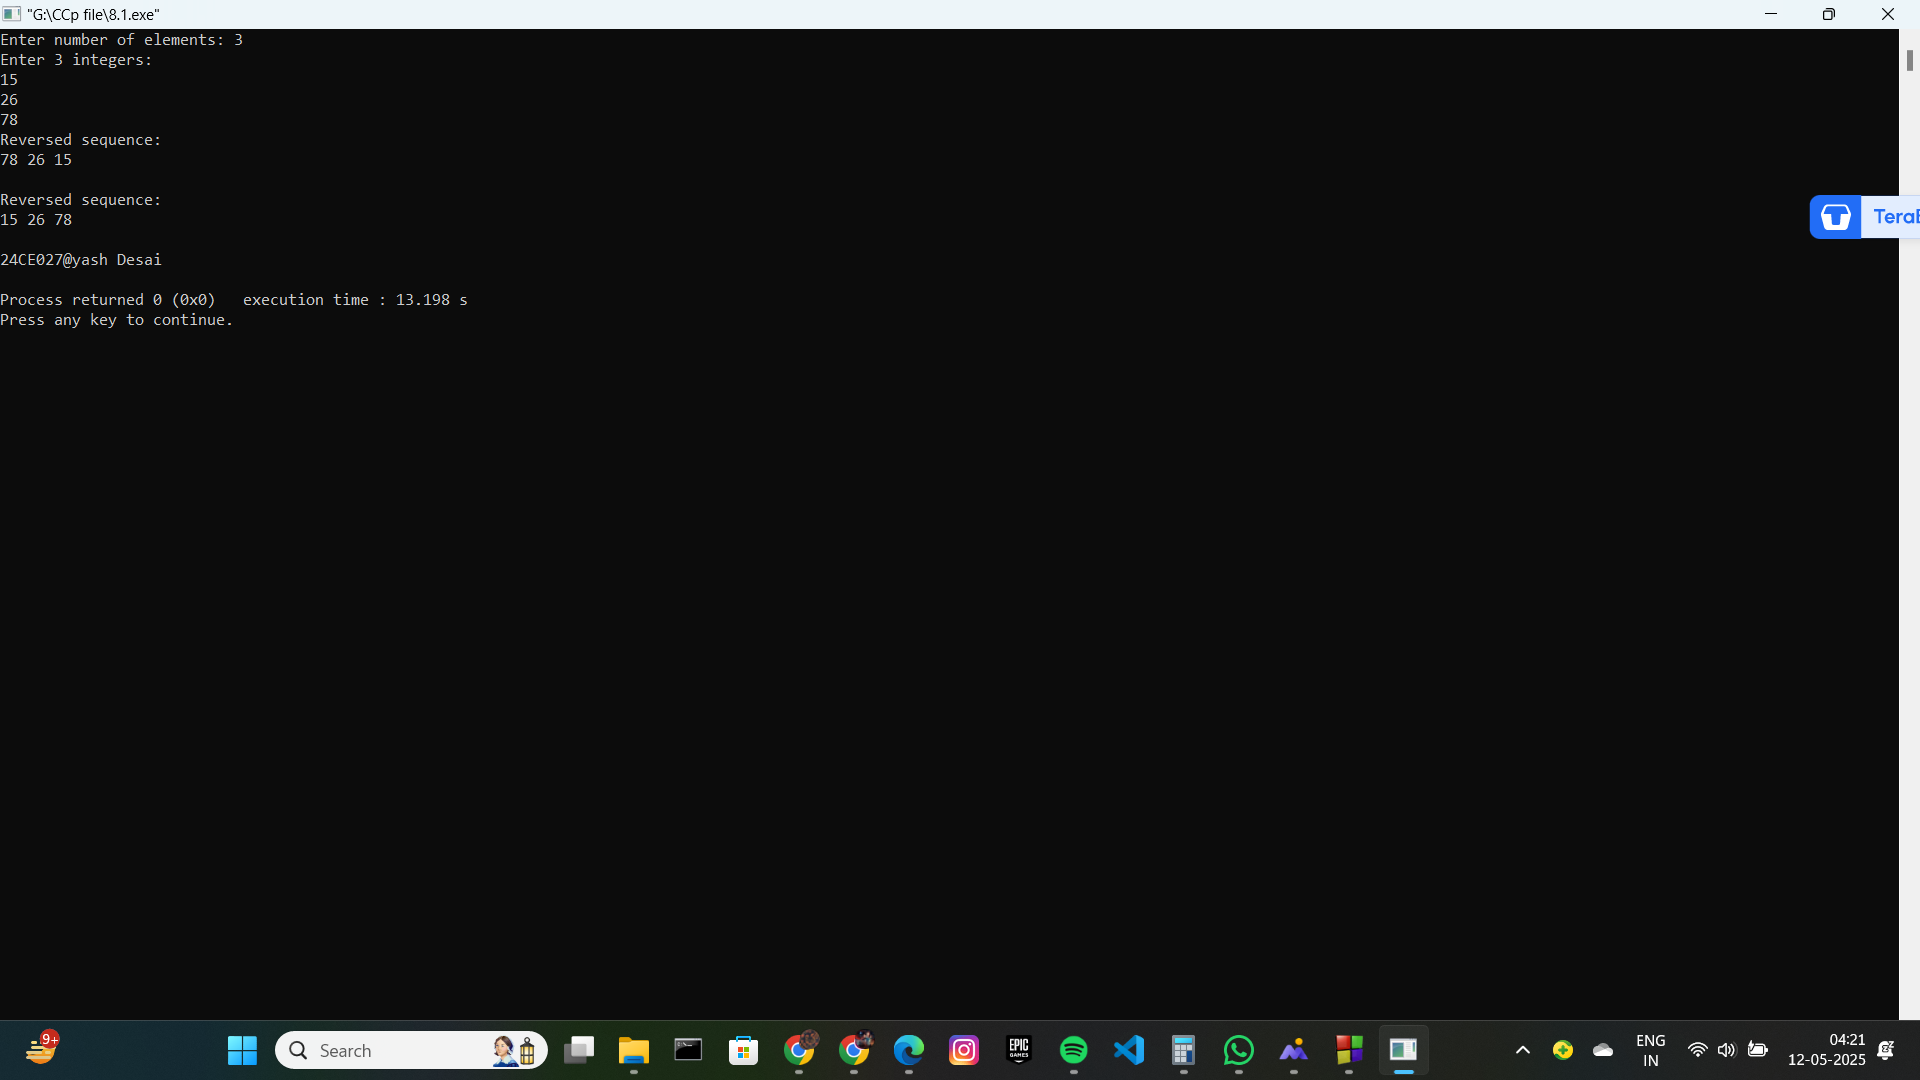 "G:\CCp file\8.1.exe"
Enter number of elements: 3
Enter 3 integers:
15
26
78
Reversed sequence:
78 26 15
Reversed sequence:
15 26 78
24CE027@yash Desai
Process returned 0 (0x0)   execution time : 13.198 s
Press any key to continue.
9+
Search
EPIC
GAMES
ENG
IN
04:21
12-05-2025